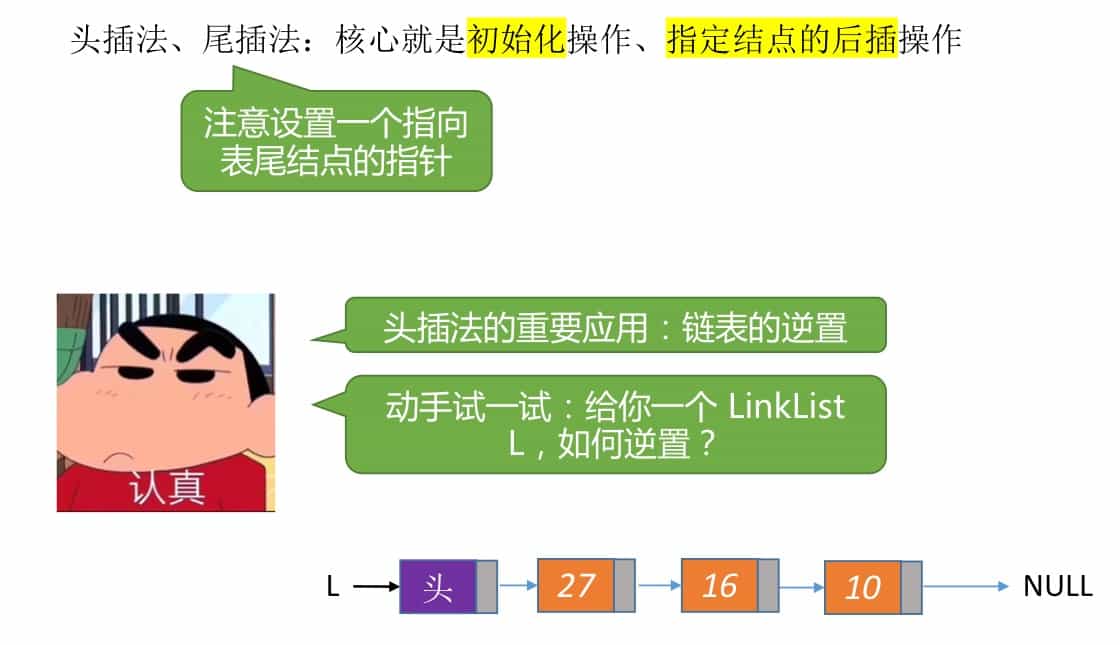 头插法、尾插法：核心就是初始化操作、指定结点的后插操作
注意设置一个指向
表尾结点的指针
头插法的重要应用：链表的逆置
动手试一试：给你一个 LinkList
L，如何逆置？
认真
L 头 27 16 10 NULL